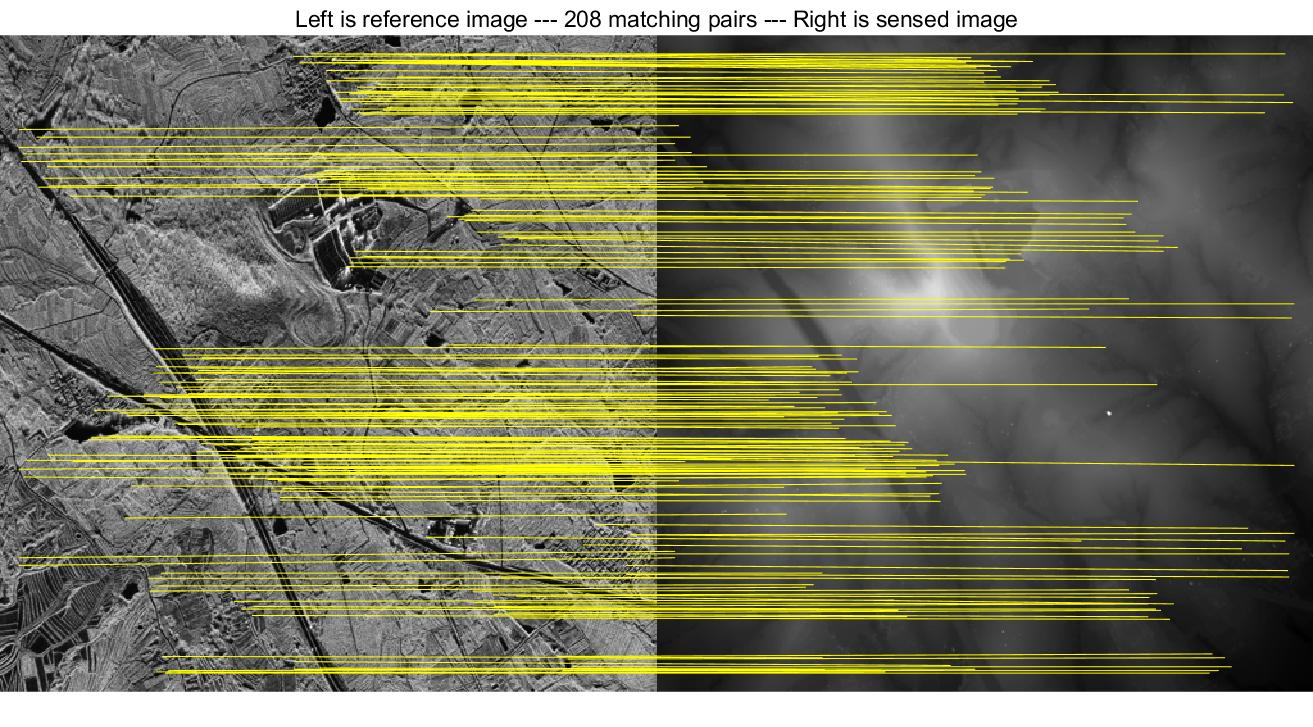 Left is reference image --- 208 matching pairs --- Right is sensed image